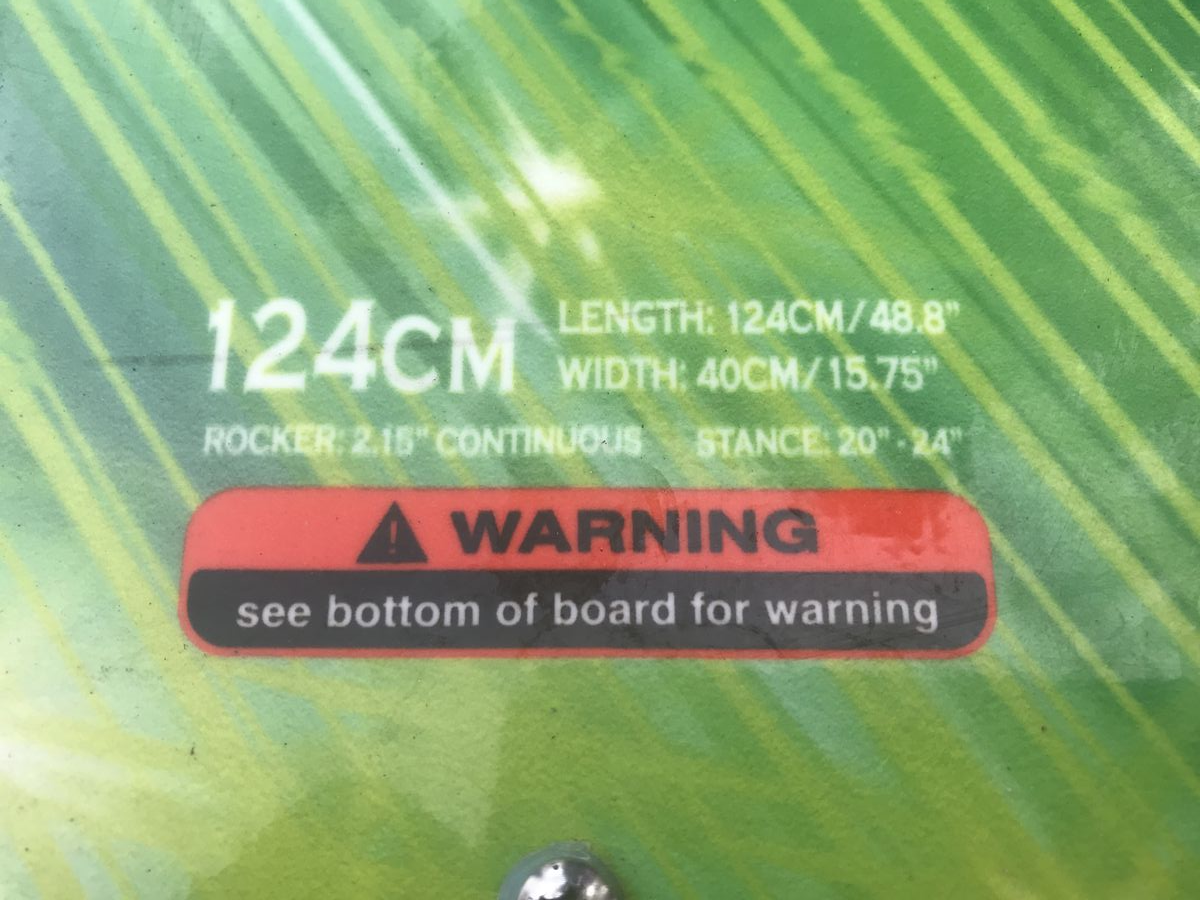 124CM
LENGTH: 124CM/48.8"
WIDTH: 40CM/15.75"
ROCKER: 2.15" CONTINUOUS STANCE: 20" - 24"
WARNING
see bottom of board for warning